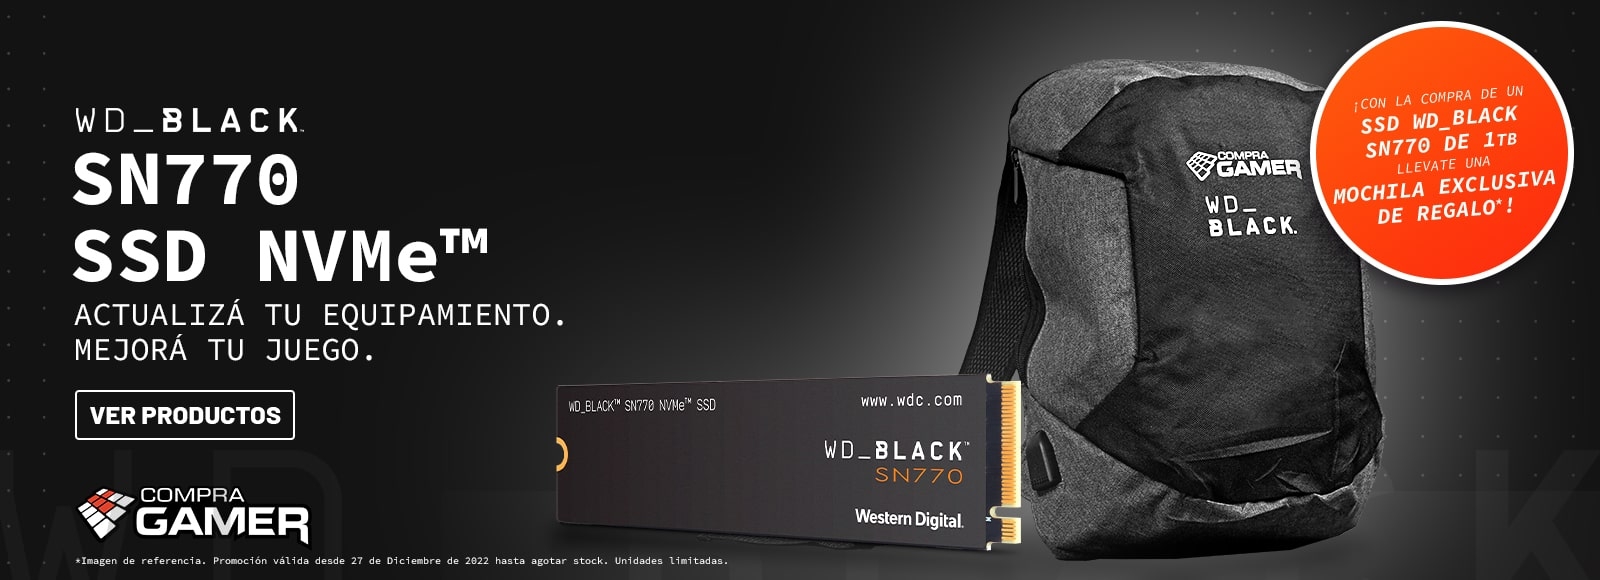 WD_BLACK™
SN770
SSD NVMe™
ACTUALIZÁ TU EQUIPAMIENTO.
MEJORÁ TU JUEGO.
VER PRODUCTOS
COMPRA
GAMER
*Imagen de referencia. Promoción válida desde 27 de Diciembre de 2022 hasta agotar stock. Unidades limitadas.
WD_BLACK™ SN770 NVMe™ SSD
www.wdc.com
WD_BLACK™
SN770
Western Digital.
COMPRA
GAMER
WD_
BLACK.
¡CON LA COMPRA DE UN
SSD WD_BLACK
SN770 DE 1TB
LLEVATE UNA
MOCHILA EXCLUSIVA
DE REGALO*!